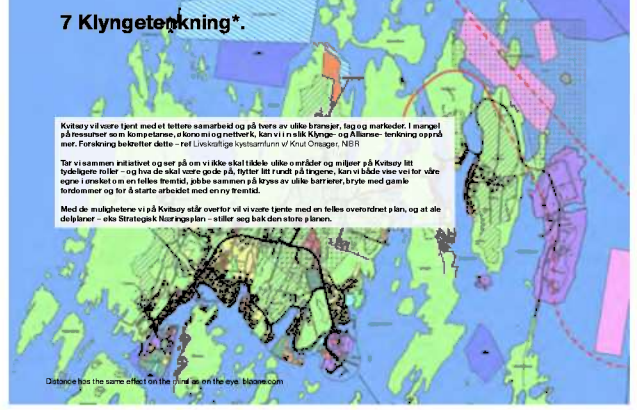 7 Klyngetenkning*.
Kvitsøy vil være tjent med et tettere samarbeid og på tvers av ulike bransjer, fag og markeder. I mangel
på ressurser som kompetanse, økonomi og nettverk, kan vi i en slik Klynge- og Allianse- tenkning oppnå
mer. Forskning bekrefter dette – ref Livskraftige kystsamfunn v/ Knut Onsager, NIBR
Tar vi sammen initiativet og ser på om vi ikke skal tildele ulike områder og miljøer på Kvitsøy litt
tydeligere roller – og hva de skal være gode på, flytter litt rundt på tingene, kan vi både vise vei for våre
egne i ønsket om en felles fremtid, jobbe sammen på kryss av ulike barrierer, bryte med gamle
fordommer og for å starte arbeidet med en ny fremtid.
Med de mulighetene vi på Kvitsøy står overfor vil vi være tjente med en felles overordnet plan, og at alle
delplaner – eks Strategisk Næringsplan – stiller seg bak den store planen.
Distance has the same effect on the mind as on the eye. blaane.com